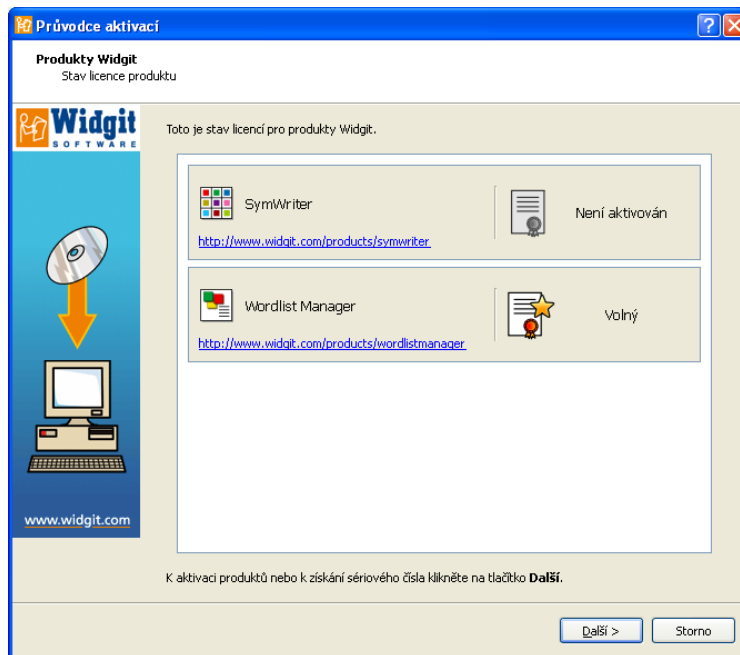 Průvodce aktivací
Produkty Widgit
Stav licence produktu
Widgit
SOFTWARE
Toto je stav licencí pro produkty Widgit.
SymWriter
Není aktivován
http://www.widgit.com/products/symwriter
Wordlist Manager
Volný
http://www.widgit.com/products/wordlistmanager
www.widgit.com
K aktivaci produktů nebo k získání sériového čísla klikněte na tlačítko Další.
Další >
Storno